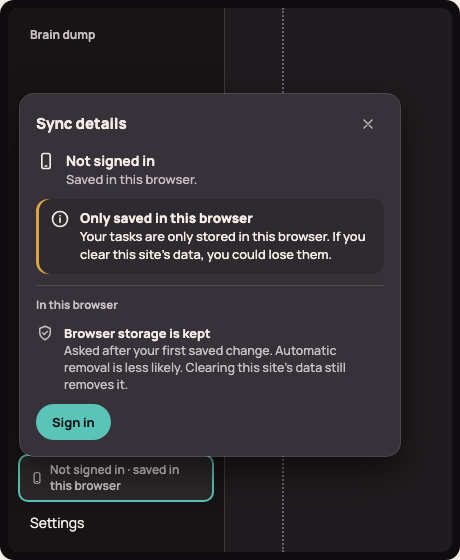 Brain dump
Sync details
Not signed in
Saved in this browser.
Only saved in this browser
Your tasks are only stored in this browser. If you
clear this site's data, you could lose them.
In this browser
Browser storage is kept
Asked after your first saved change. Automatic
removal is less likely. Clearing this site's data still
removes it.
Sign in
Not signed in · saved in
this browser
Settings